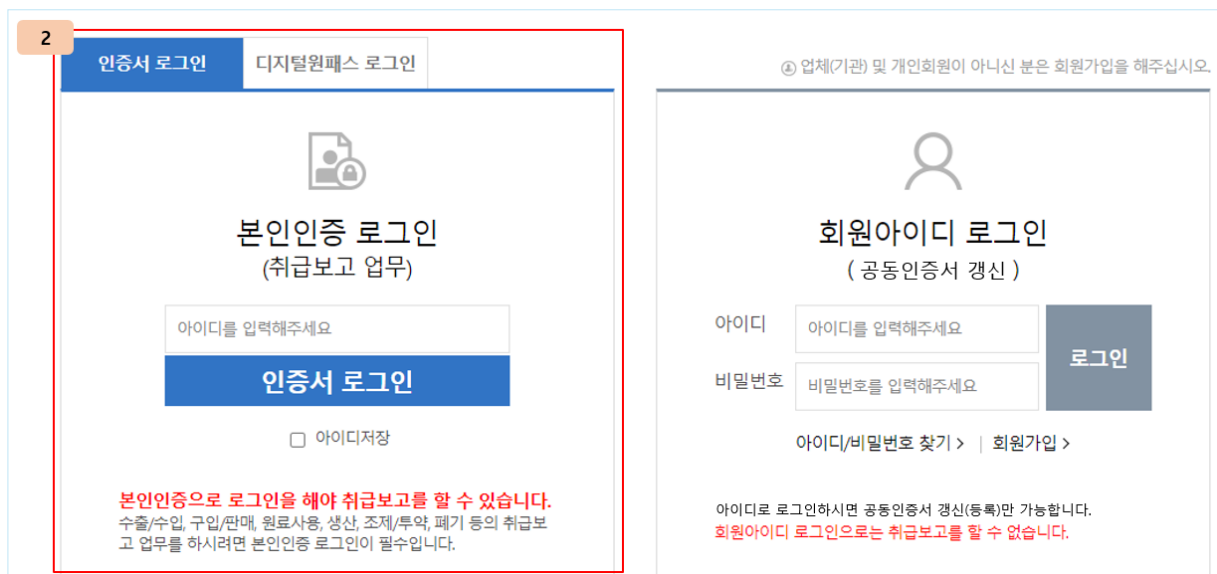 2
인증서 로그인
디지털원패스 로그인
본인인증 로그인
(취급보고 업무)
아이디를 입력해주세요
인증서 로그인
아이디저장
본인인증으로 로그인을 해야 취급보고를 할 수 있습니다.
수출/수입, 구입/판매, 원료사용, 생산, 조제/투약, 폐기 등의 취급보
고 업무를 하시려면 본인인증 로그인이 필수입니다.
업체(기관) 및 개인회원이 아니신 분은 회원가입을 해주십시오.
회원아이디 로그인
( 공동인증서 갱신 )
아이디
아이디를 입력해주세요
비밀번호
비밀번호를 입력해주세요
로그인
아이디/비밀번호 찾기 > | 회원가입 >
아이디로 로그인하시면 공동인증서 갱신(등록)만 가능합니다.
회원아이디 로그인으로는 취급보고를 할 수 없습니다.